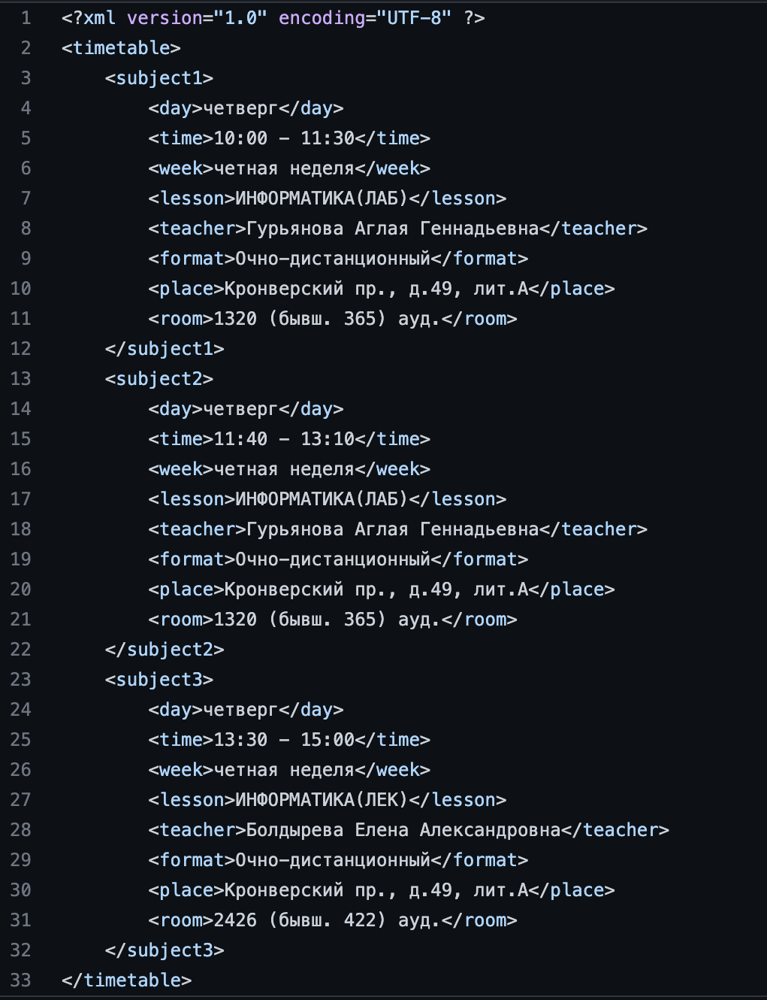 1 <?xml version="1.0" encoding="UTF-8" ?>
2 <timetable>
3 <subject1>
4 <day>четверг</day>
5 <time>10:00 - 11:30</time>
6 <week>четная неделя</week>
7 <lesson>ИНФОРМАТИКА(ЛАБ)</lesson>
8 <teacher>Гурьянова Аглая Геннадьевна</teacher>
9 <format>Очно-дистанционный</format>
10 <place>Кронверский пр., д.49, лит.А</place>
11 <room>1320 (бывш. 365) ауд.</room>
12 </subject1>
13 <subject2>
14 <day>четверг</day>
15 <time>11:40 - 13:10</time>
16 <week>четная неделя</week>
17 <lesson>ИНФОРМАТИКА(ЛАБ)</lesson>
18 <teacher>Гурьянова Аглая Геннадьевна</teacher>
19 <format>Очно-дистанционный</format>
20 <place>Кронверский пр., д.49, лит.А</place>
21 <room>1320 (бывш. 365) ауд.</room>
22 </subject2>
23 <subject3>
24 <day>четверг</day>
25 <time>13:30 - 15:00</time>
26 <week>четная неделя</week>
27 <lesson>ИНФОРМАТИКА(ЛЕК)</lesson>
28 <teacher>Болдырева Елена Александровна</teacher>
29 <format>Очно-дистанционный</format>
30 <place>Кронверский пр., д.49, лит.А</place>
31 <room>2426 (бывш. 422) ауд.</room>
32 </subject3>
33 </timetable>